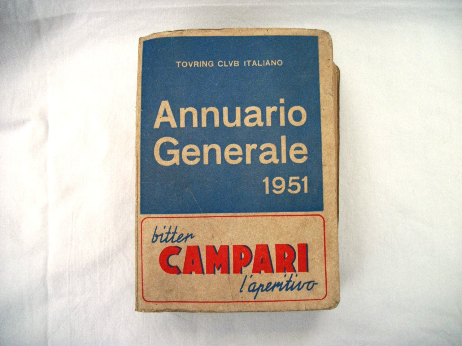 TOVRING CLVB ITALIANO
Annuario
Generale
1951
bitter
CAMPARI
l'aperitivo